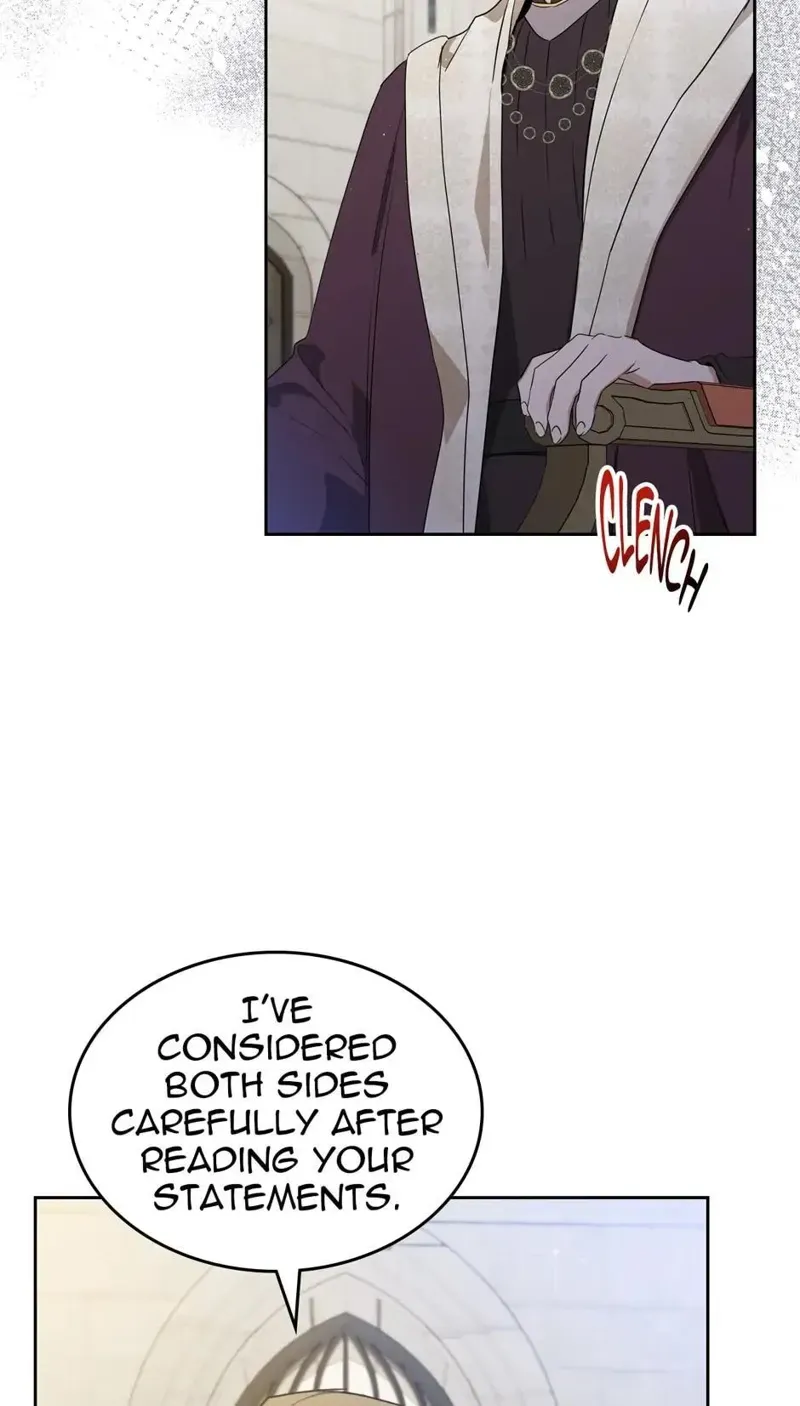 CLENCH
I'VE
CONSIDERED
BOTH SIDES
CAREFULLY AFTER
READING YOUR
STATEMENTS.